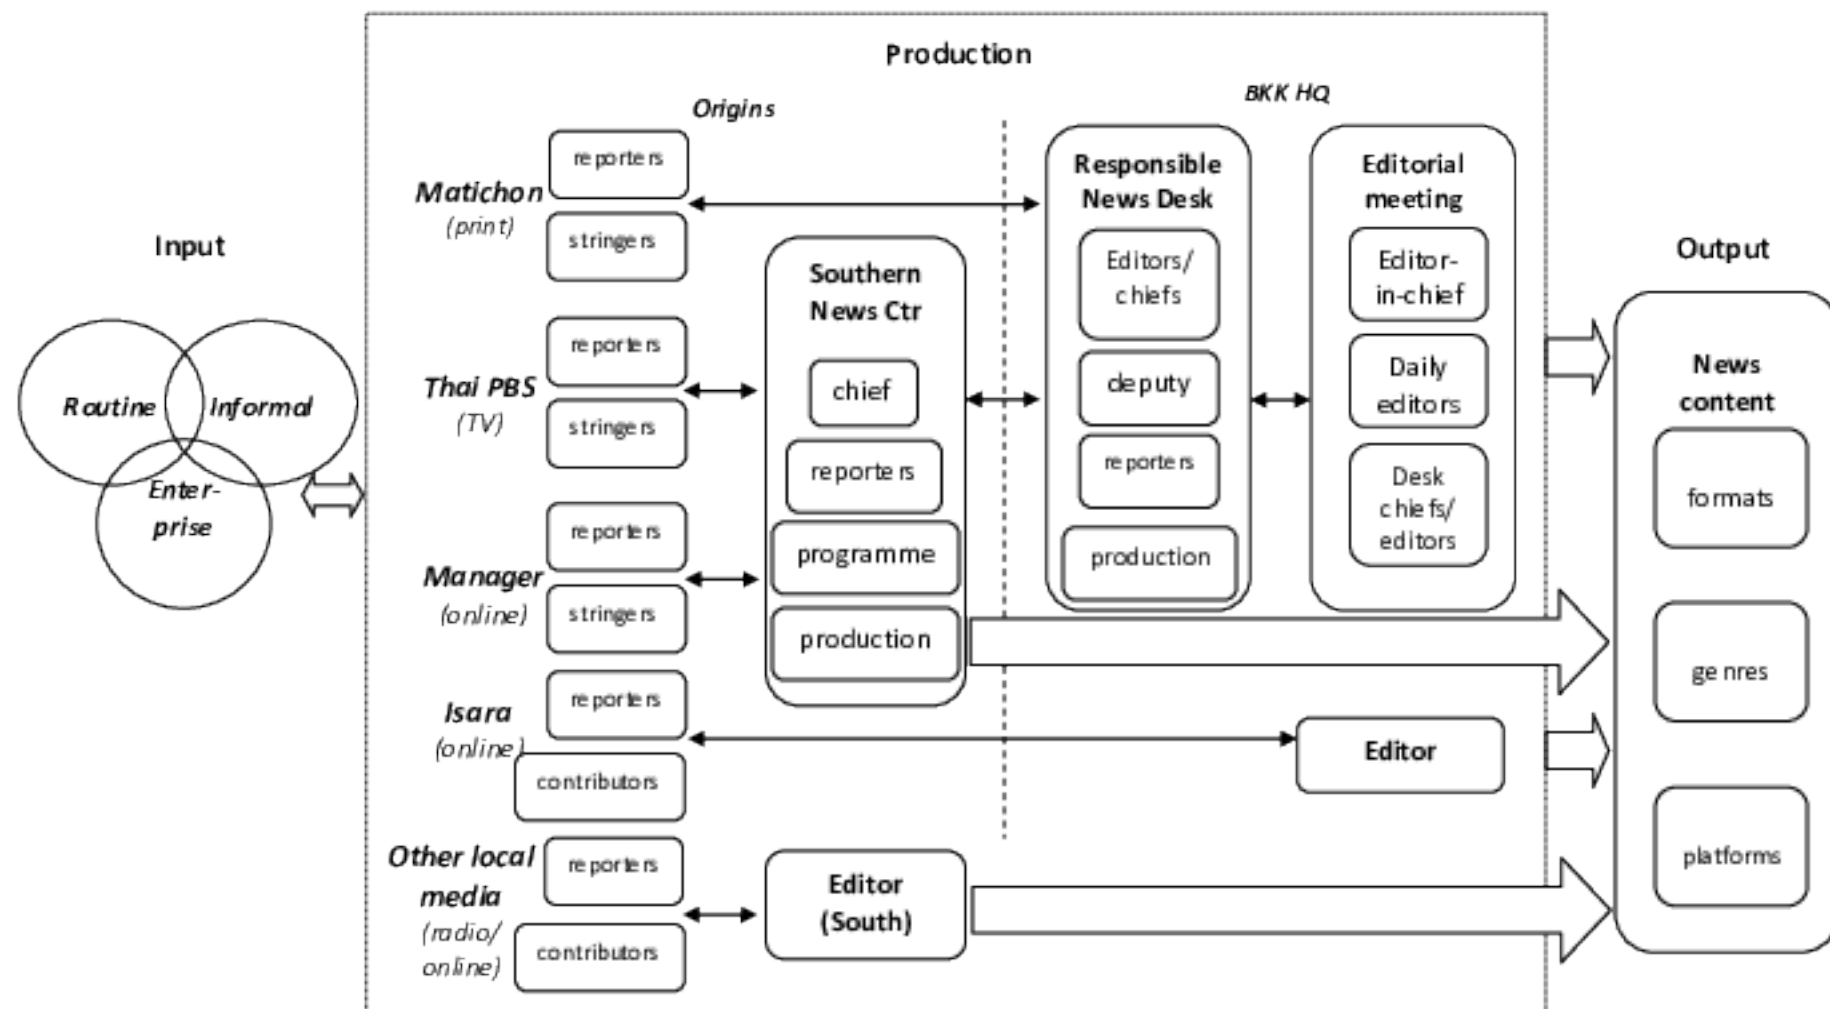 Production
Origins
BKK HQ
Input
Routine
Informal
Enter-
prise
Matichon
(print)
reporters
stringers
Thai PBS
(TV)
reporters
stringers
Manager
(online)
reporters
stringers
Isara
(online)
reporters
contributors
Other local
media
(radio/
online)
reporters
contributors
Southern
News Ctr
chief
reporters
programme
production
Editor
(South)
Responsible
News Desk
Editors/
chiefs
deputy
reporters
production
Editorial
meeting
Editor-
in-chief
Daily
editors
Desk
chiefs/
editors
Editor
Output
News
content
formats
genres
platforms